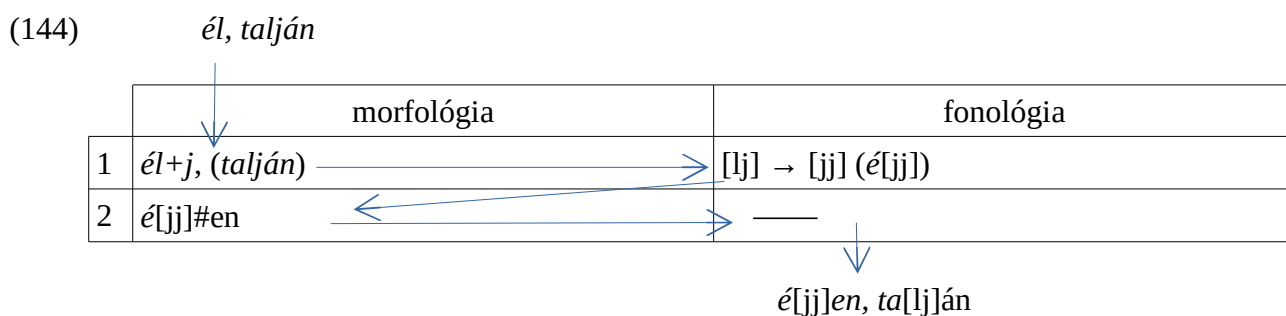 (144) él, talján
morfológia fonológia
1 él+j, (talján) [lj] → [jj] (é[jj])
2 é[jj]#en ——
é[jj]en, ta[lj]án